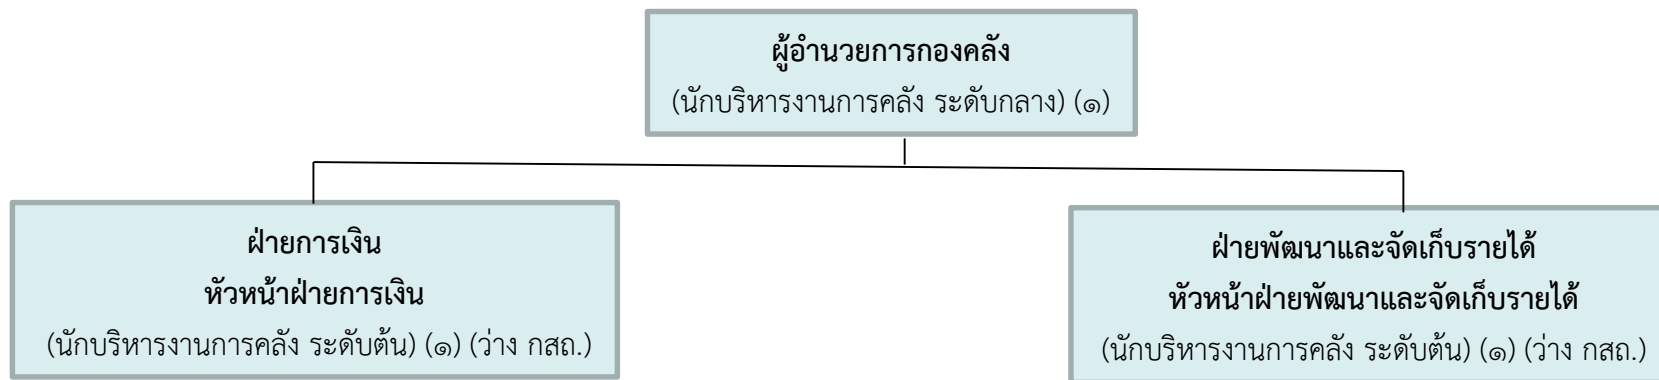 ผู้อำนวยการกองคลัง
(นักบริหารงานการคลัง ระดับกลาง) (๑)
ฝ่ายการเงิน
หัวหน้าฝ่ายการเงิน
(นักบริหารงานการคลัง ระดับต้น) (๑) (ว่าง กสถ.)
ฝ่ายพัฒนาและจัดเก็บรายได้
หัวหน้าฝ่ายพัฒนาและจัดเก็บรายได้
(นักบริหารงานการคลัง ระดับต้น) (๑) (ว่าง กสถ.)